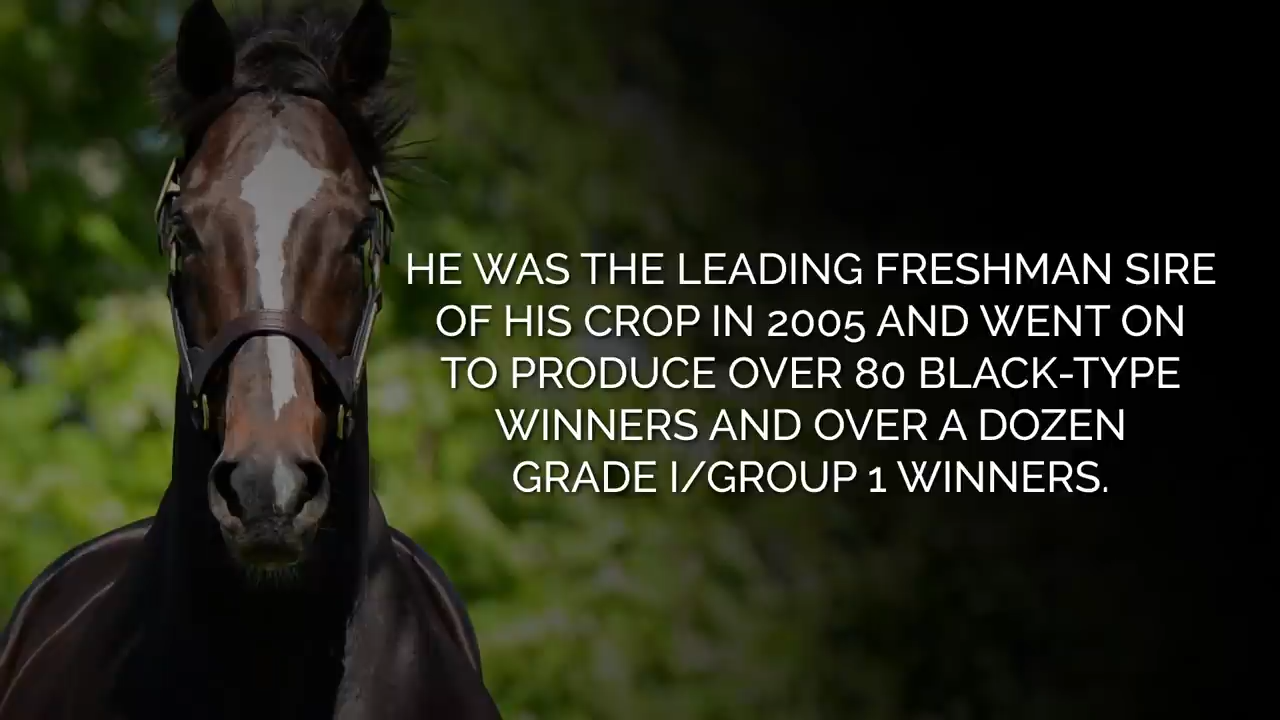 HE WAS THE LEADING FRESHMAN SIRE
OF HIS CROP IN 2005 AND WENT ON
TO PRODUCE OVER 80 BLACK-TYPE
WINNERS AND OVER A DOZEN
GRADE I/GROUP 1 WINNERS.